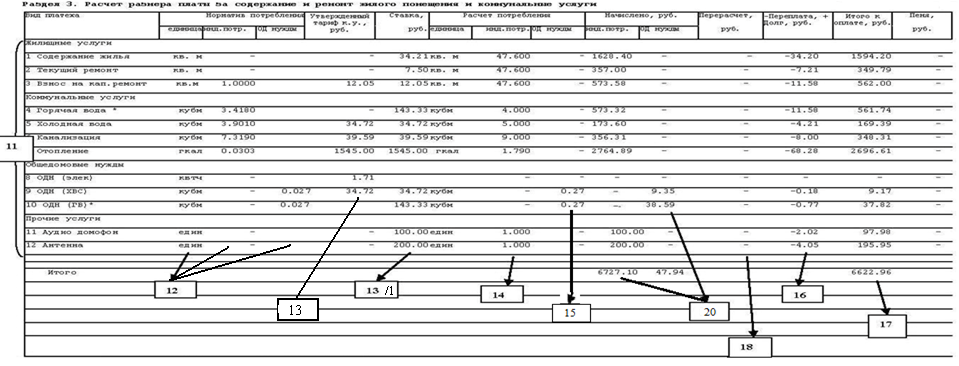 Раздел 3. Расчет размера платы за содержание и ремонт жилого помещения и коммунальные услуги
Вид платежа Норматив потребления Утвержденный тариф к.у., руб. Ставка, руб. Расчет потребления Начислено, руб. Перерасчет, руб. -Переплата, + Долг, руб. Итого к оплате, руб. Пени, руб.
единица инд.потр. ОД нужды единица инд.потр. ОД нужды инд.потр. ОД нужды
Жилищные услуги
1 Содержание жилья кв. м - - 34.21 кв. м 47.600 - 1628.40 - - -34.20 1594.20 -
2 Текущий ремонт кв. м - - 7.50 кв. м 47.600 - 357.00 - - -7.21 349.79 -
3 Взнос на кап.ремонт кв.м 1.0000 12.05 12.05 кв. м 47.600 - 573.58 - - -11.58 562.00 -
Коммунальные услуги
4 Горячая вода * кубм 3.4180 - 143.33 кубм 4.000 - 573.32 - -11.58 561.74 -
5 Холодная вода кубм 3.9010 34.72 34.72 кубм 5.000 - 173.60 - - -4.21 169.39 -
Канализация кубм 7.3190 39.59 39.59 кубм 9.000 - 356.31 - -8.00 348.31 -
Отопление гкал 0.0303 1545.00 1545.00 гкал 1.790 - 2764.89 - - -68.28 2696.61 -
Общедомовые нужды
8 ОДН (элек) квтч - - 1.71 - - - - - - - -
9 ОДН (ХВС) кубм - 0.027 34.72 34.72 кубм - 0.27 - 9.35 - -0.18 9.17 -
10 ОДН (ГВ)* кубм - 0.027 143.33 кубм - 0.27 - 38.59 - -0.77 37.82 -
Прочие услуги
11 Аудио домофон един - - 100.00 един 1.000 - 100.00 - - -2.02 97.98 -
12 Антенна един - - 200.00 един 1.000 - 200.00 - - -4.05 195.95 -
Итого 6727.10 47.94 6622.96
11
12
13
13 /1
14
15
20
16
17
18